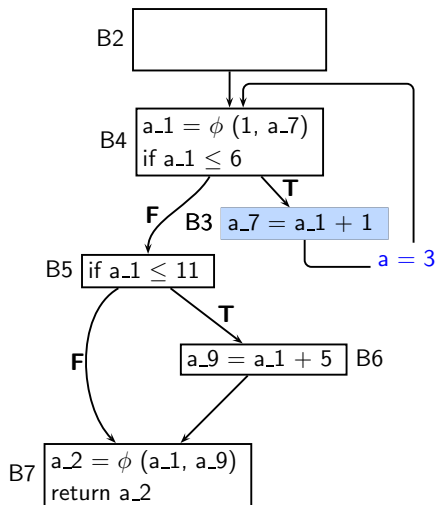 B2
B4
a_1 = ϕ (1, a_7)
if a_1 ≤ 6
T
F
B3
a_7 = a_1 + 1
a = 3
B5
if a_1 ≤ 11
T
F
a_9 = a_1 + 5
B6
B7
a_2 = ϕ (a_1, a_9)
return a_2